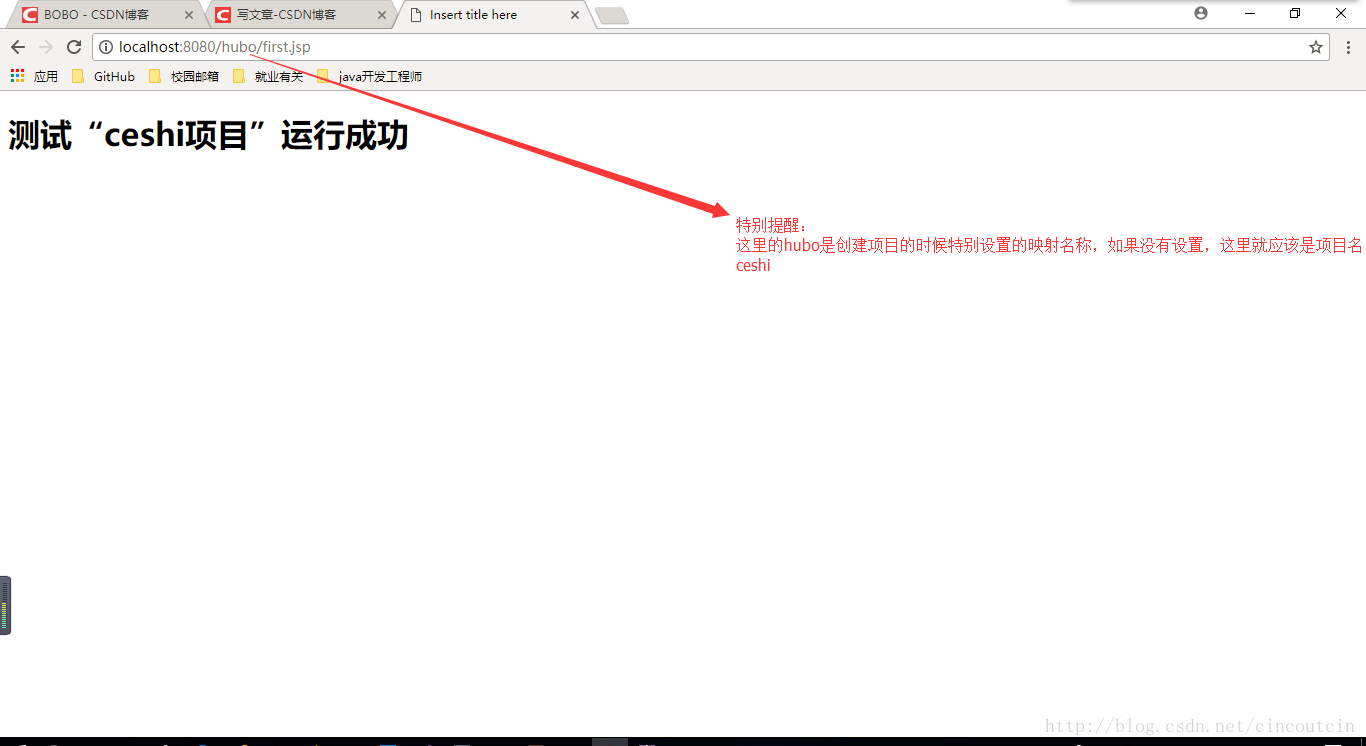 BOBO - CSDN博客
写文章-CSDN博客
Insert title here
localhost:8080/hubo/first.jsp
应用
GitHub
校园邮箱
就业有关
java开发工程师
测试“ceshi项目”运行成功
特别提醒：
这里的hubo是创建项目的时候特别设置的映射名称，如果没有设置，这里就应该是项目名
ceshi
http://blog.csdn.net/cincoutcin